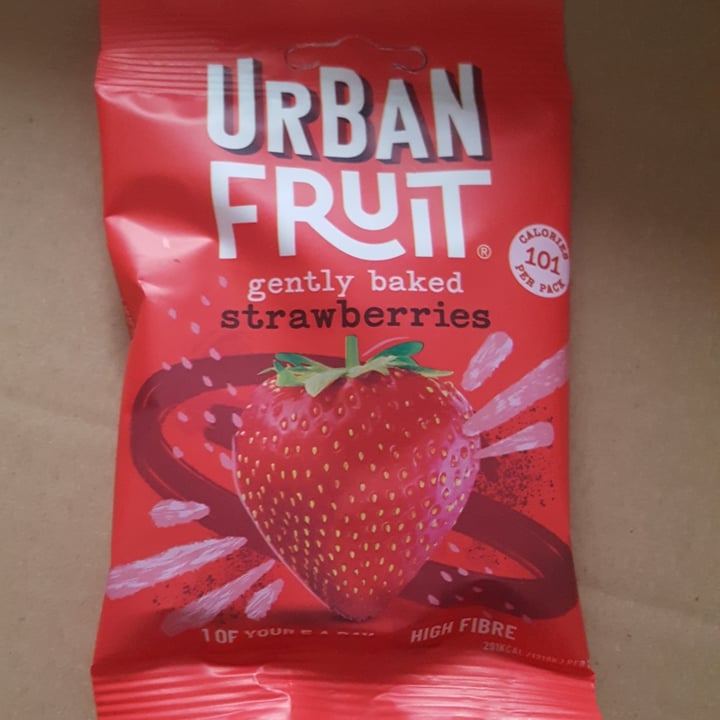 URBAN
FRUIT®
gently baked
strawberries
CALORIES
101
PER PACK
1 OF YOUR 5 A DAY
HIGH FIBRE